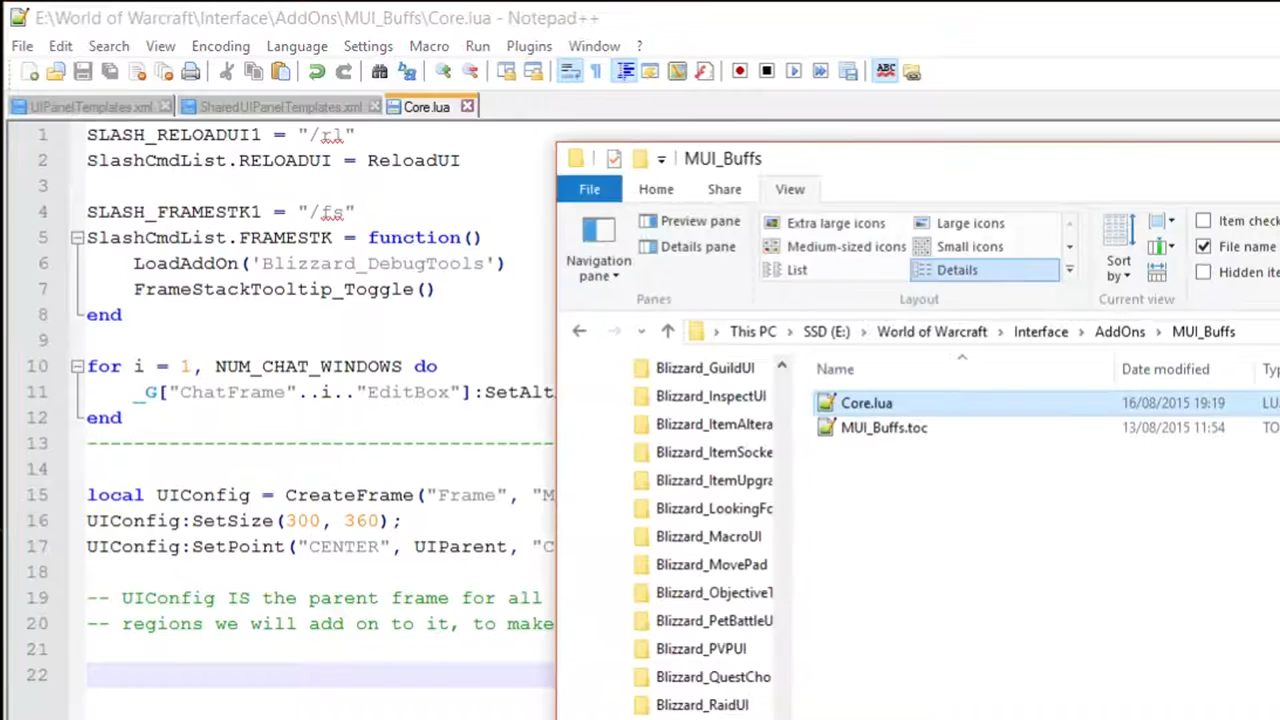 E:\World of Warcraft\Interface\AddOns\MUI_Buffs\Core.lua - Notepad++
File Edit Search View Encoding Language Settings Macro Run Plugins Window ?
UIPanelTemplates.xml SharedUIPanelTemplates.xml Core.lua
1 SLASH_RELOADUI1 = "/rl"
2 SlashCmdList.RELOADUI = ReloadUI
3
4 SLASH_FRAMESTK1 = "/fs"
5 SlashCmdList.FRAMESTK = function()
6 LoadAddOn('Blizzard_DebugTools')
7 FrameStackTooltip_Toggle()
8 end
9
10 for i = 1, NUM_CHAT_WINDOWS do
11 _G["ChatFrame"..i.."EditBox"]:SetAlt
12 end
13 ----------------------------------------
14
15 local UIConfig = CreateFrame("Frame", "M
16 UIConfig:SetSize(300, 360);
17 UIConfig:SetPoint("CENTER", UIParent, "C
18
19 -- UIConfig IS the parent frame for all
20 -- regions we will add on to it, to make
21
22
MUI_Buffs
File Home Share View
Navigation pane
Preview pane
Details pane
Panes
Extra large icons Large icons
Medium-sized icons Small icons
List Details
Layout
Sort by
Item check
File name
Hidden ite
Current view
This PC > SSD (E:) > World of Warcraft > Interface > AddOns > MUI_Buffs
Blizzard_GuildUI
Blizzard_InspectUI
Blizzard_ItemAltera
Blizzard_ItemSocke
Blizzard_ItemUpgra
Blizzard_LookingFc
Blizzard_MacroUI
Blizzard_MovePad
Blizzard_ObjectiveT
Blizzard_PetBattleU
Blizzard_PVPUI
Blizzard_QuestCho
Blizzard_RaidUI
Name Date modified Ty
Core.lua 16/08/2015 19:19 LU
MUI_Buffs.toc 13/08/2015 11:54 TO